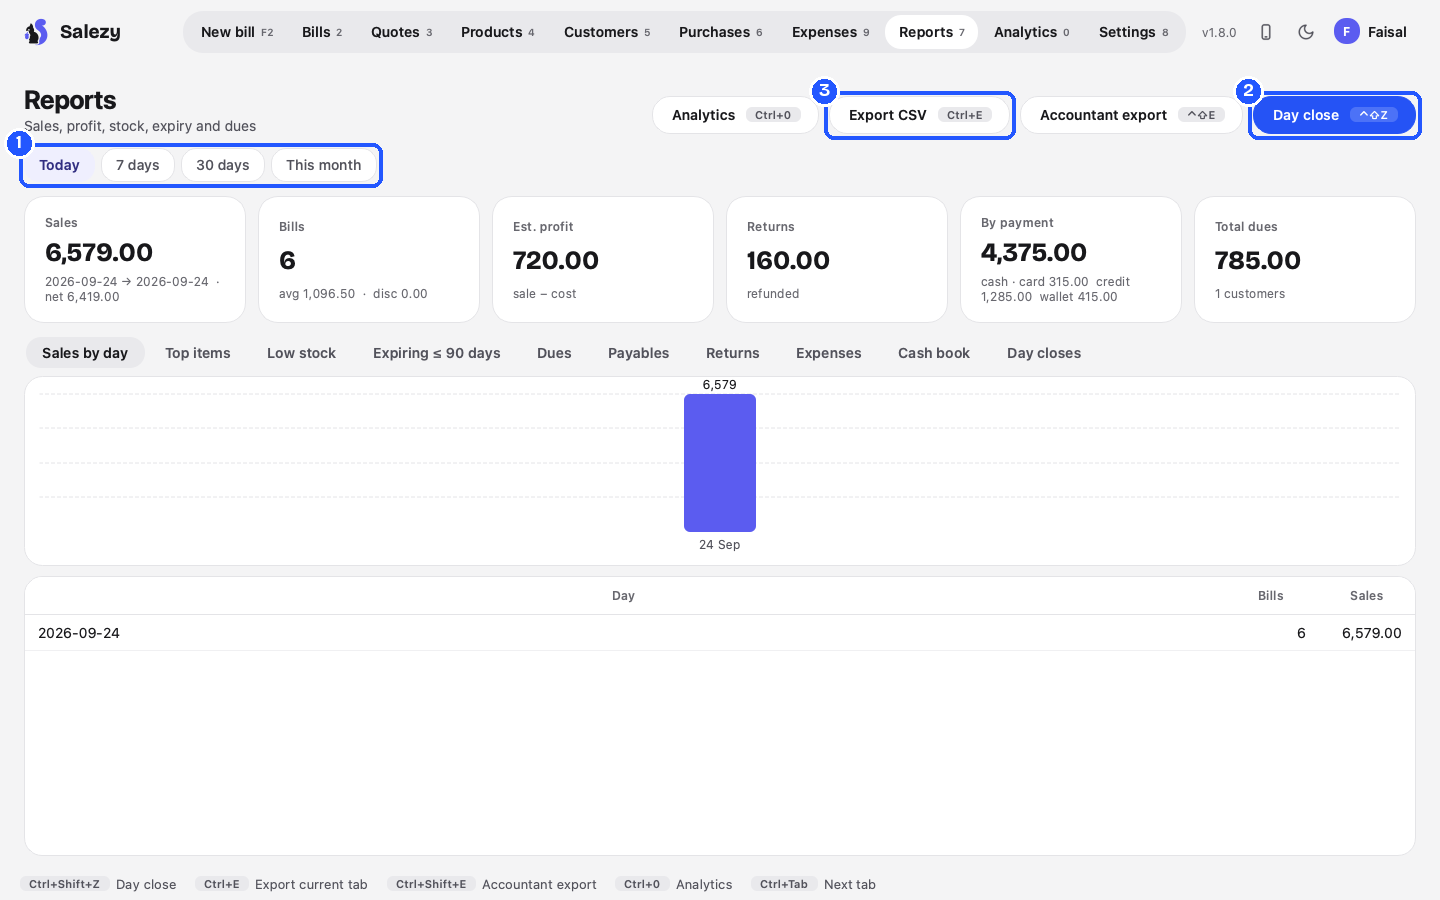 Salezy
New bill F2 Bills 2 Quotes 3 Products 4 Customers 5 Purchases 6 Expenses 9 Reports 7 Analytics 0 Settings 8 v1.8.0 F Faisal
Reports
Sales, profit, stock, expiry and dues
Analytics Ctrl+0 3 Export CSV Ctrl+E Accountant export ^⇧E 2 Day close ^⇧Z
1
Today 7 days 30 days This month
Sales
6,579.00
2026-09-24 → 2026-09-24 ·
net 6,419.00
Bills
6
avg 1,096.50 · disc 0.00
Est. profit
720.00
sale − cost
Returns
160.00
refunded
By payment
4,375.00
cash · card 315.00 credit
1,285.00 wallet 415.00
Total dues
785.00
1 customers
Sales by day Top items Low stock Expiring ≤ 90 days Dues Payables Returns Expenses Cash book Day closes
6,579
24 Sep
Day Bills Sales
2026-09-24 6 6,579.00
Ctrl+Shift+Z Day close Ctrl+E Export current tab Ctrl+Shift+E Accountant export Ctrl+0 Analytics Ctrl+Tab Next tab